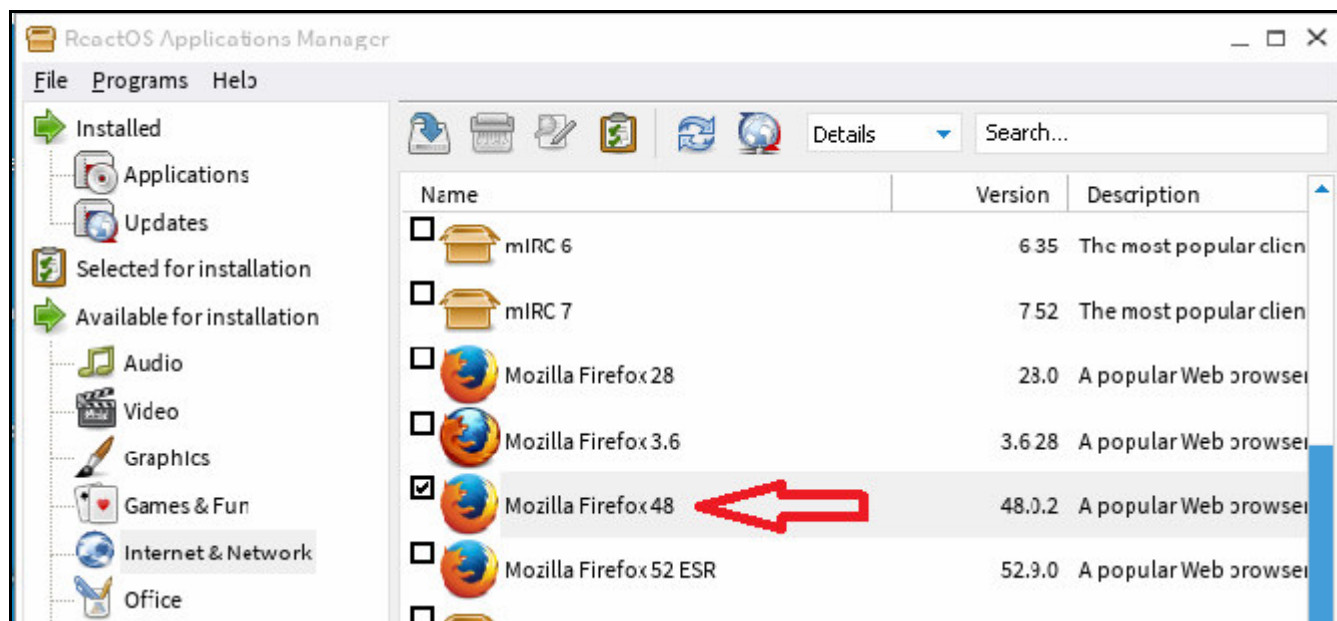 ReactOS Applications Manager
File Programs Help
Installed
Applications
Updates
Selected for installation
Available for installation
Audio
Video
Graphics
Games & Fun
Internet & Network
Office
Details Search...
Name Version Description
mIRC 6 6.35 The most popular clien
mIRC 7 7.52 The most popular clien
Mozilla Firefox 28 28.0 A popular Web browser
Mozilla Firefox 3.6 3.6.28 A popular Web browser
Mozilla Firefox 48 48.0.2 A popular Web browser
Mozilla Firefox 52 ESR 52.9.0 A popular Web browser